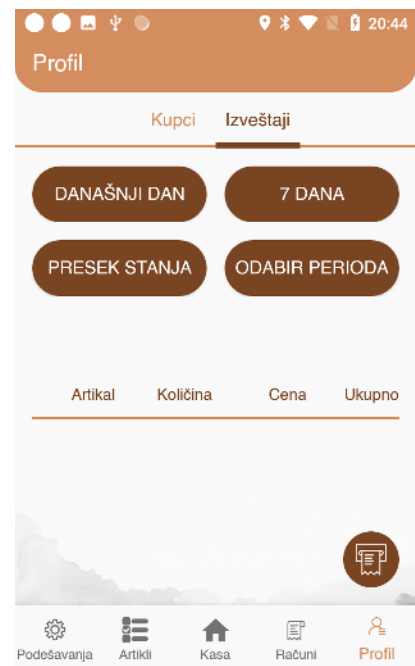 20:44
Profil
Kupci Izveštaji
DANAŠNJI DAN 7 DANA
PRESEK STANJA ODABIR PERIODA
Artikal Količina Cena Ukupno
Podešavanja Artikli Kasa Računi Profil